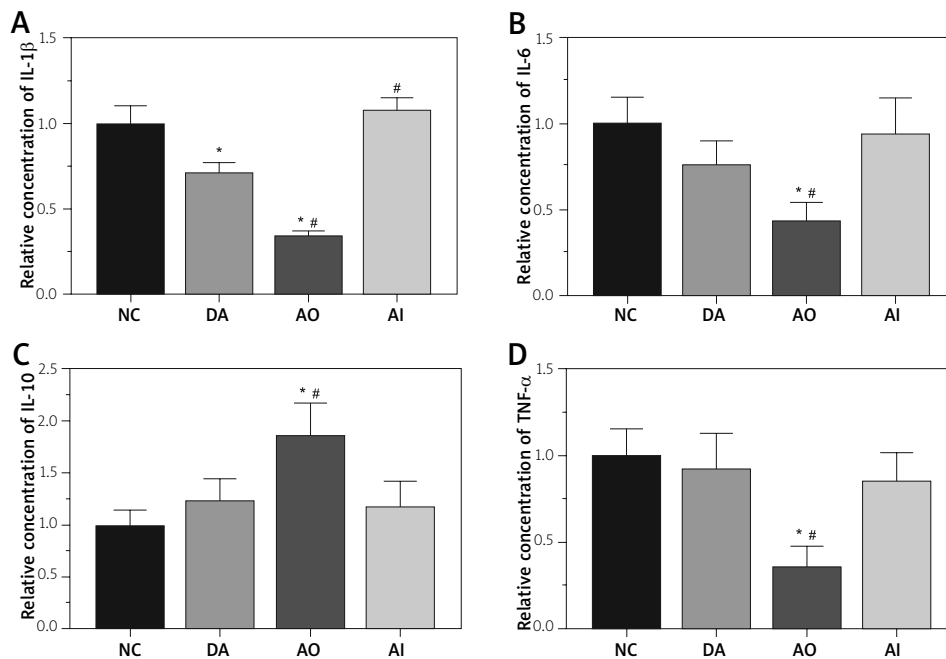 A
Relative concentration of IL-1β
1.5
1.0
0.5
0.0
*
* #
#
NC DA AO AI
B
Relative concentration of IL-6
1.5
1.0
0.5
0.0
* #
NC DA AO AI
C
Relative concentration of IL-10
2.5
2.0
1.5
1.0
0.5
0.0
* #
NC DA AO AI
D
Relative concentration of TNF-α
1.5
1.0
0.5
0.0
* #
NC DA AO AI